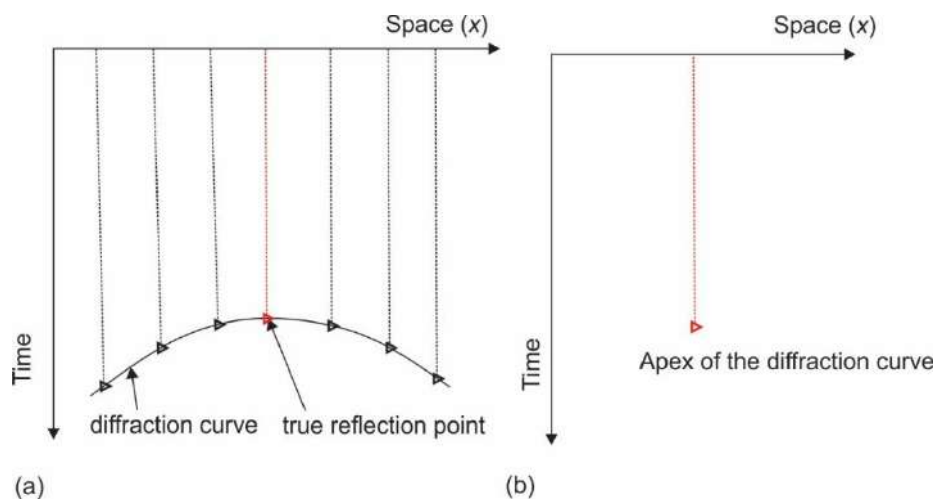 Space (x)
Time
diffraction curve
true reflection point
(a)
Space (x)
Time
Apex of the diffraction curve
(b)